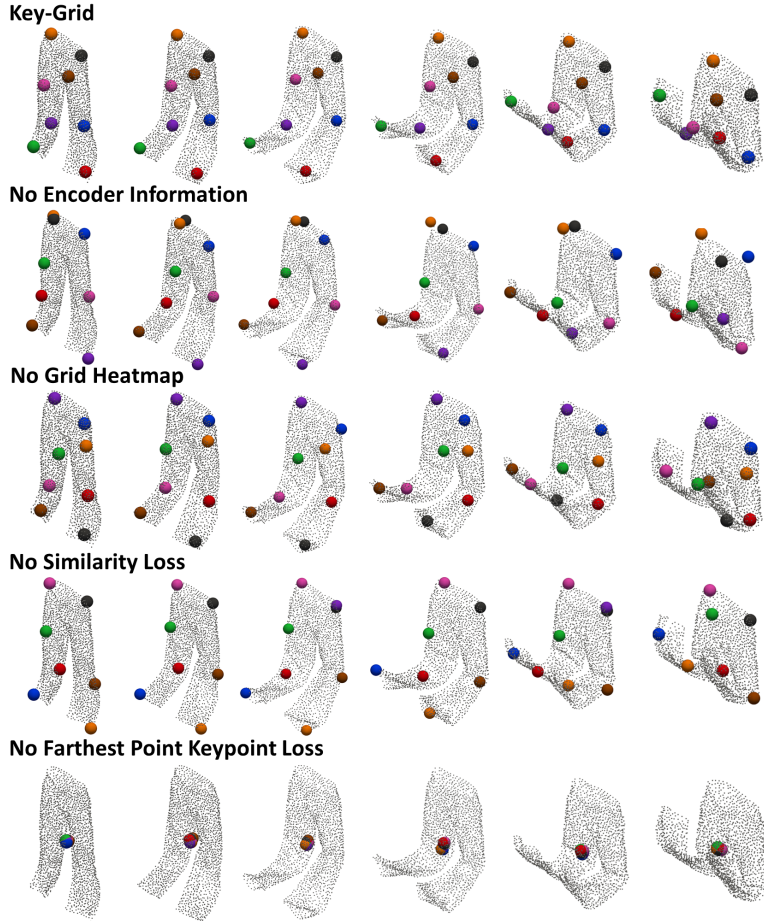 Key-Grid
No Encoder Information
No Grid Heatmap
No Similarity Loss
No Farthest Point Keypoint Loss